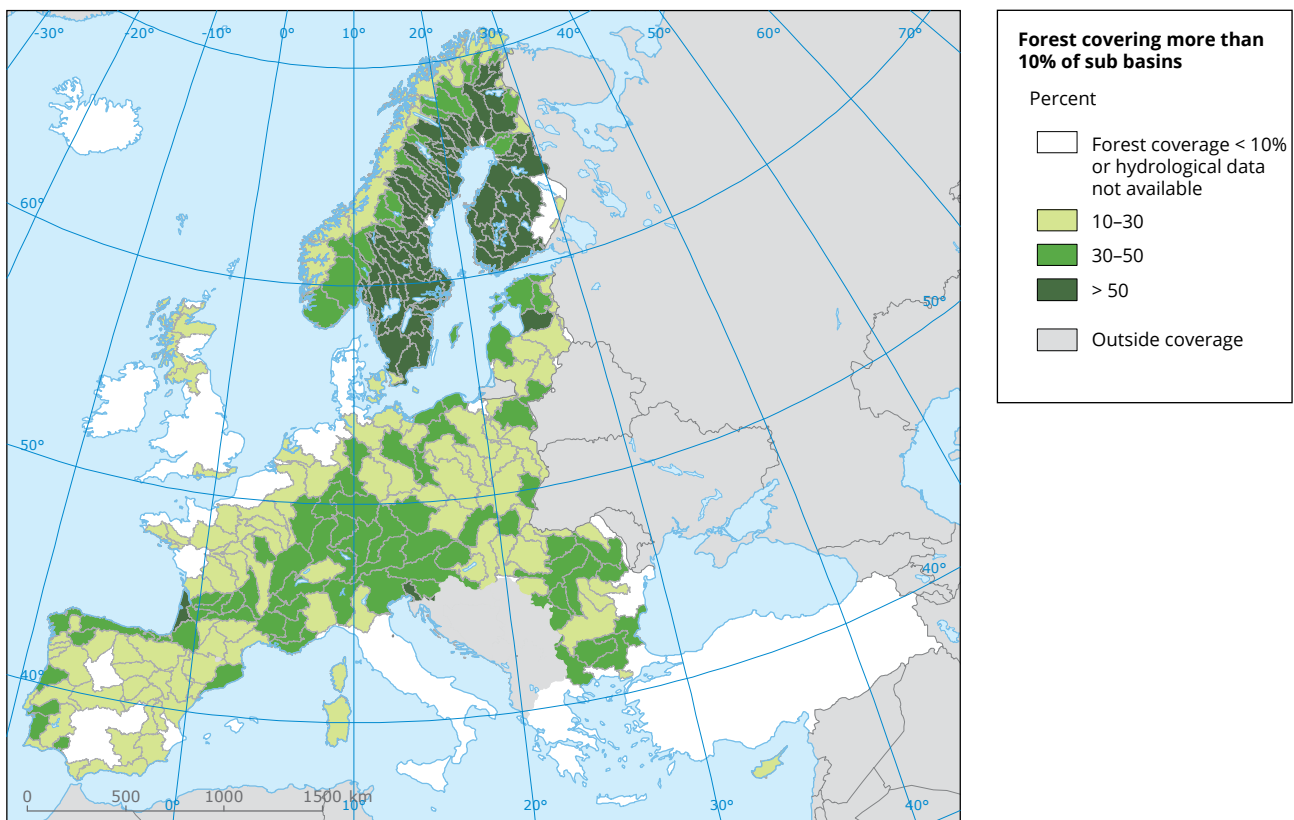 -30° -20° -10° 0° 10° 20° 30° 40° 60° 70°
60°
50°
50°
40°
40°
0 500 1000 1500 km
0° 10° 20° 30° 40°
Forest covering more than
10% of sub basins
Percent
Forest coverage < 10%
or hydrological data
not available
10–30
30–50
> 50
Outside coverage